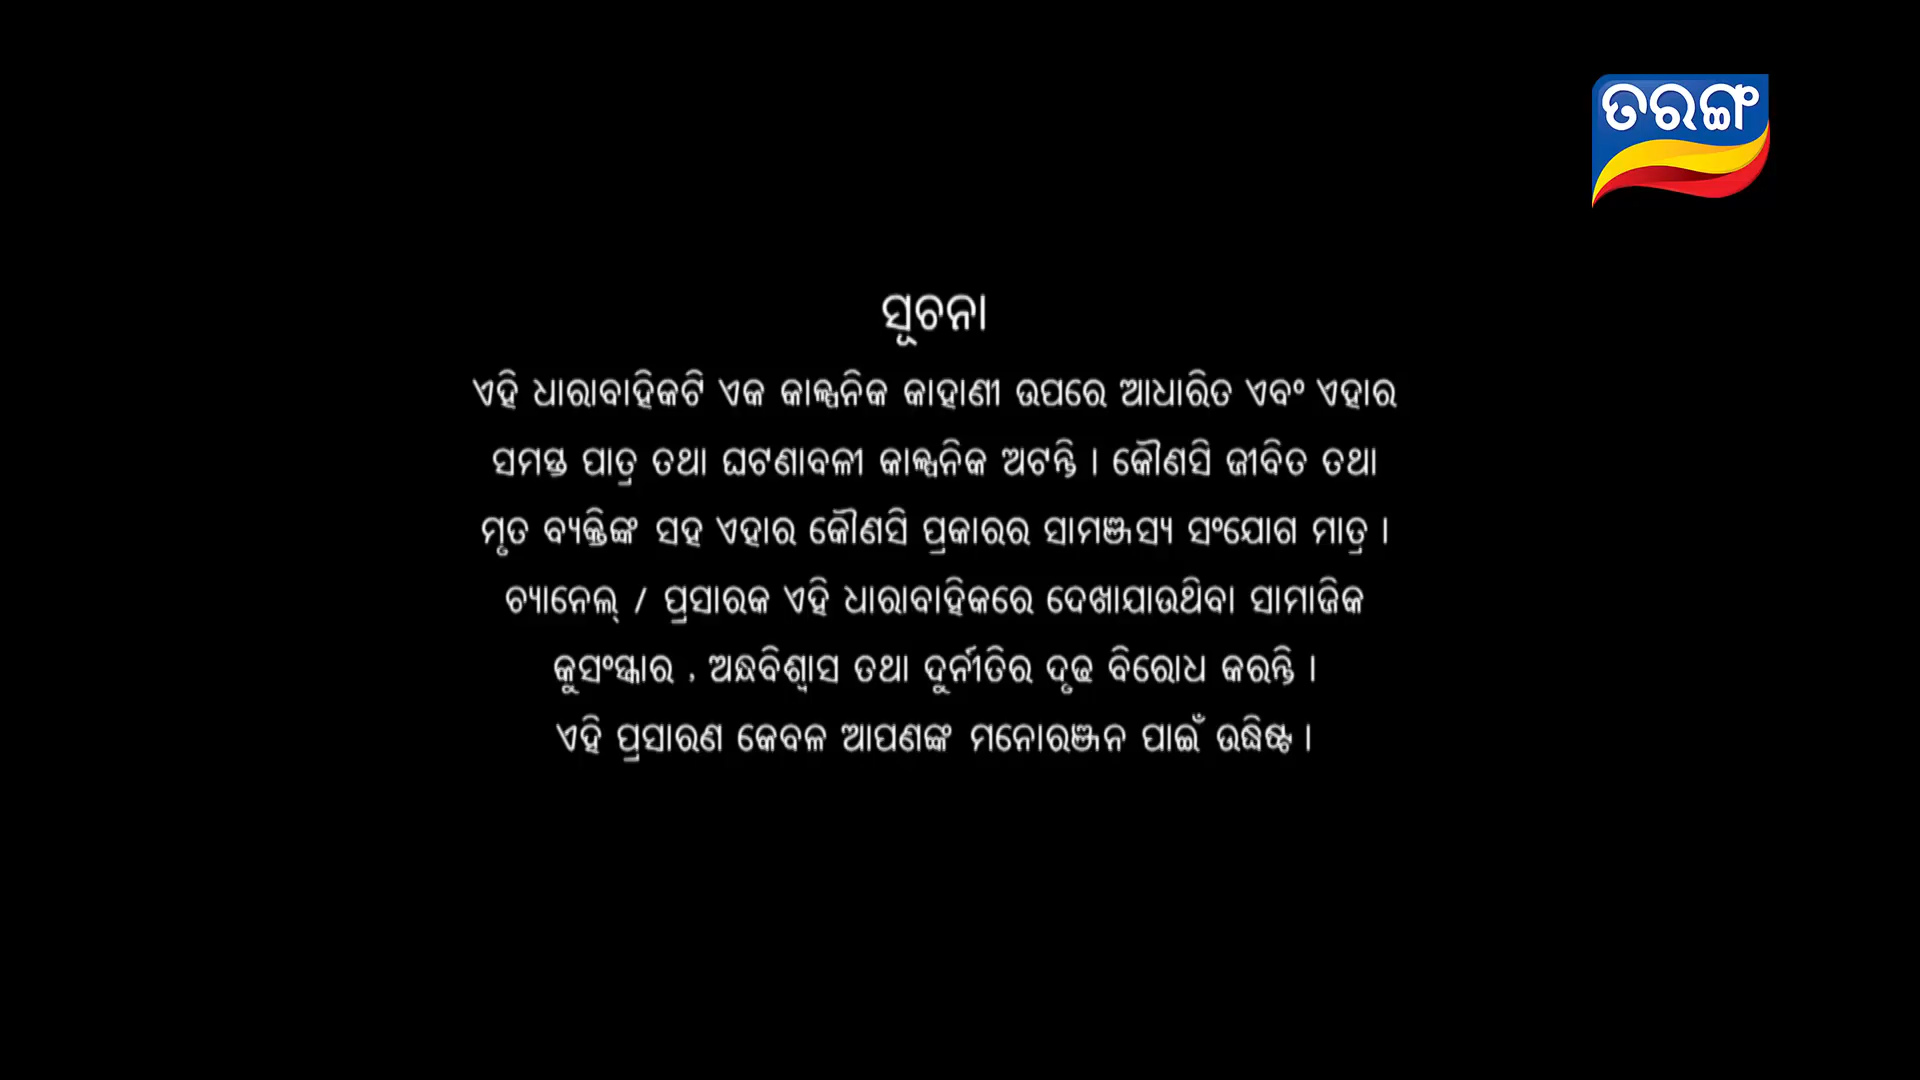 ତରଙ୍ଗ
ସୂଚନା
ଏହି ଧାରାବାହିକଟି ଏକ କାଳ୍ପନିକ କାହାଣୀ ଉପରେ ଆଧାରିତ ଏବଂ ଏହାର
ସମସ୍ତ ପାତ୍ର ତଥା ଘଟଣାବଳୀ କାଳ୍ପନିକ ଅଟନ୍ତି । କୌଣସି ଜୀବିତ ତଥା
ମୃତ ବ୍ୟକ୍ତିଙ୍କ ସହ ଏହାର କୌଣସି ପ୍ରକାରର ସାମଞ୍ଜସ୍ୟ ସଂଯୋଗ ମାତ୍ର ।
ଚ୍ୟାନେଲ୍ / ପ୍ରସାରକ ଏହି ଧାରାବାହିକରେ ଦେଖାଯାଉଥିବା ସାମାଜିକ
କୁସଂସ୍କାର , ଅନ୍ଧବିଶ୍ୱାସ ତଥା ଦୁର୍ନୀତିର ଦୃଢ ବିରୋଧ କରନ୍ତି ।
ଏହି ପ୍ରସାରଣ କେବଳ ଆପଣଙ୍କ ମନୋରଞ୍ଜନ ପାଇଁ ଉଦ୍ଧିଷ୍ଟ ।